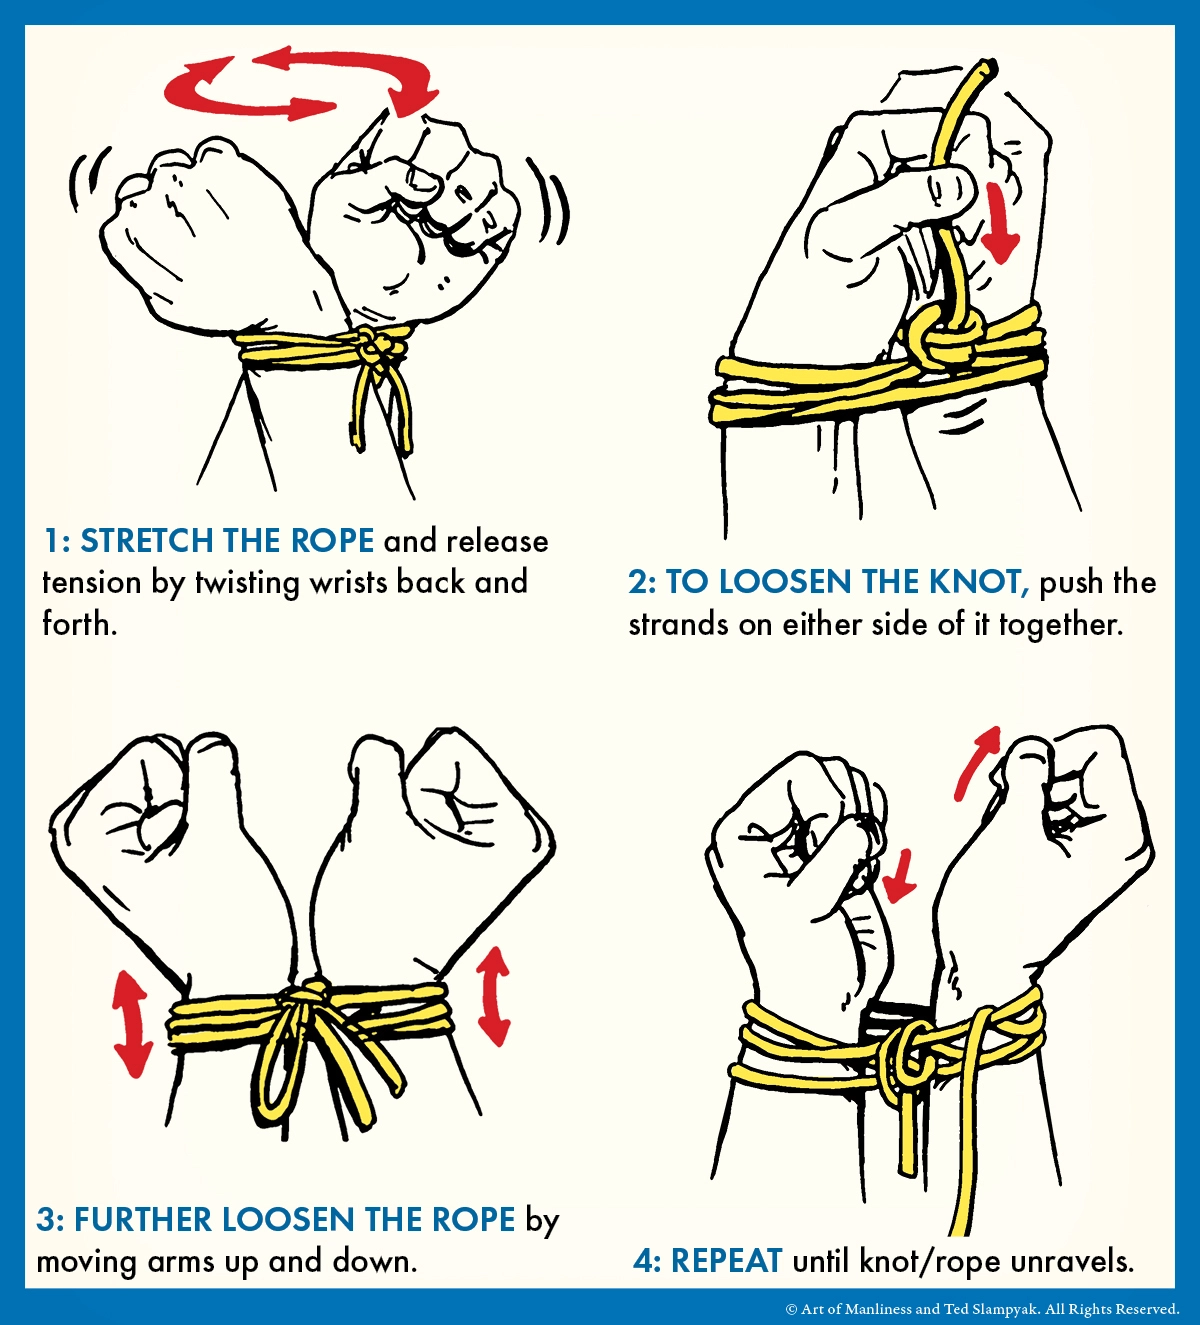 1: STRETCH THE ROPE and release
tension by twisting wrists back and
forth.
2: TO LOOSEN THE KNOT, push the
strands on either side of it together.
3: FURTHER LOOSEN THE ROPE by
moving arms up and down.
4: REPEAT until knot/rope unravels.
© Art of Manliness and Ted Slampyak. All Rights Reserved.